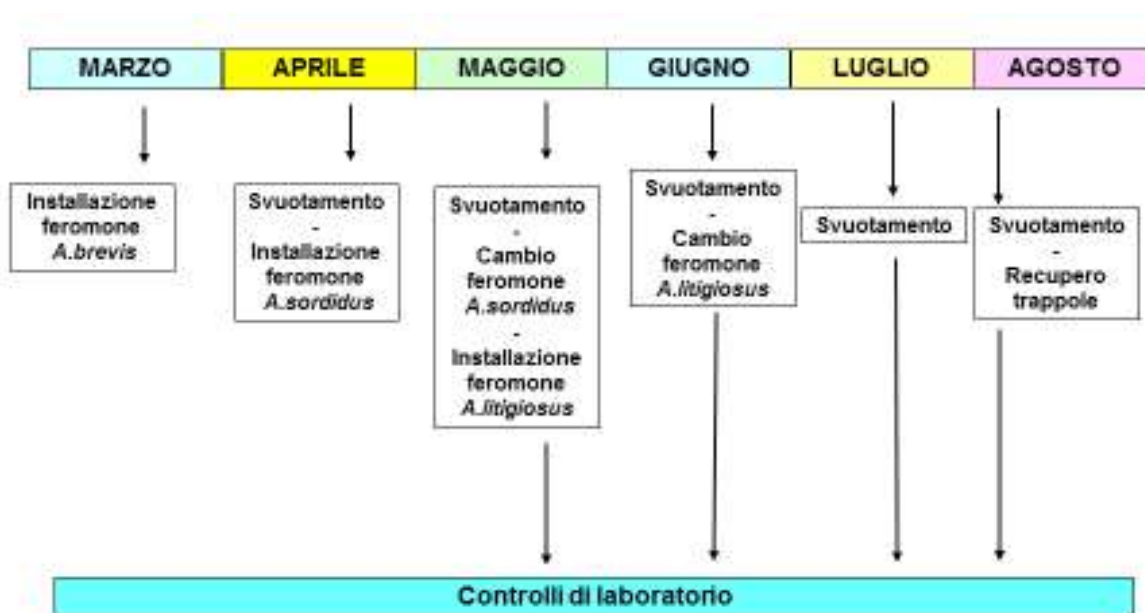 MARZO APRILE MAGGIO GIUGNO LUGLIO AGOSTO
Installazione
feromone
A.brevis
Svuotamento
-
Installazione
feromone
A.sordidus
Svuotamento
-
Cambio
feromone
A.sordidus
-
Installazione
feromone
A.litigiosus
Svuotamento
-
Cambio
feromone
A.litigiosus
Svuotamento
Svuotamento
-
Recupero
trappole
Controlli di laboratorio